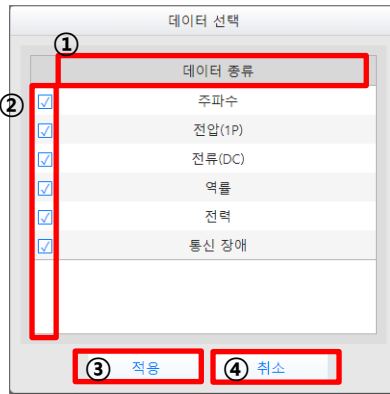 데이터 선택
①
데이터 종류
②
주파수
전압(1P)
전류(DC)
역률
전력
통신 장애
③ 적용 ④ 취소